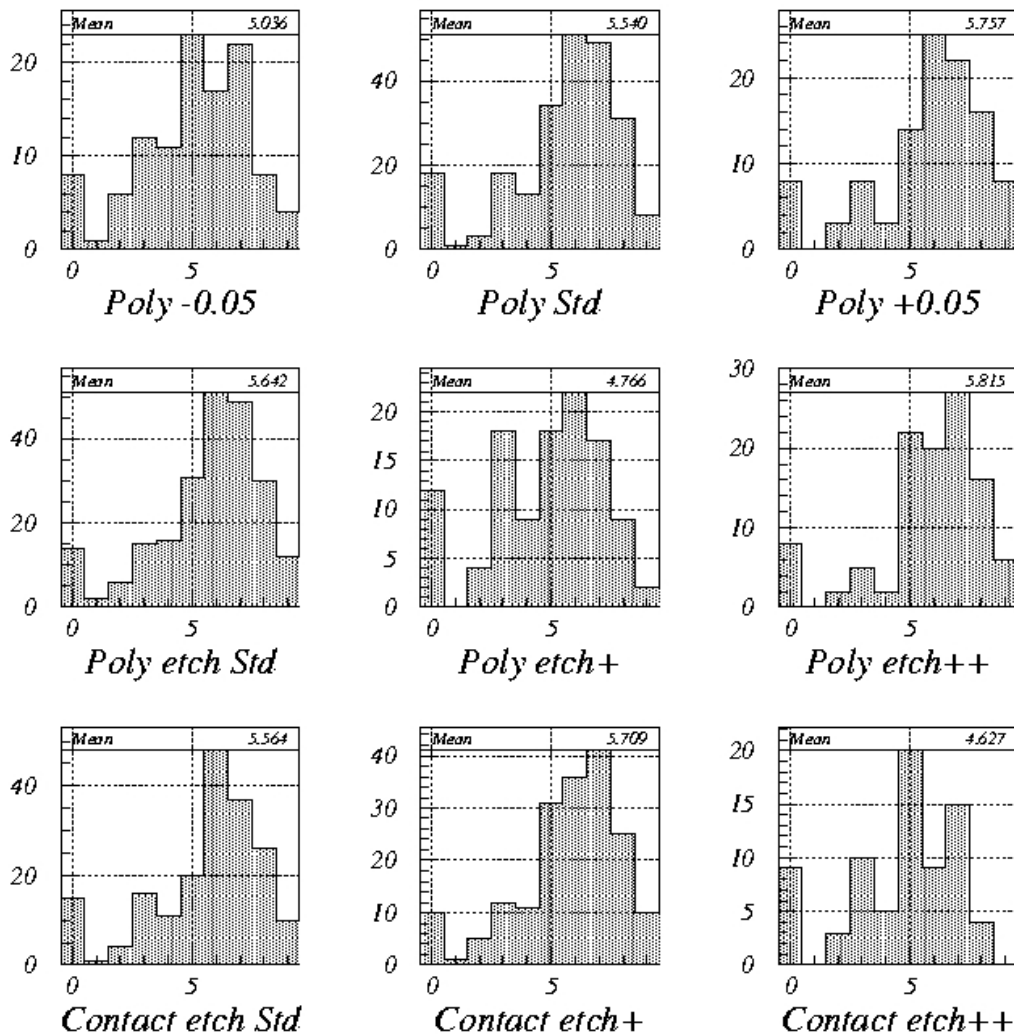 Mean 5.036
20
10
0
0 5
Poly -0.05
Mean 5.540
40
20
0
0 5
Poly Std
Mean 5.757
20
10
0
0 5
Poly +0.05
Mean 5.642
40
20
0
0 5
Poly etch Std
Mean 4.766
20
15
10
5
0
0 5
Poly etch+
30
Mean 5.815
20
10
0
0 5
Poly etch++
Mean 5.564
40
20
0
0 5
Contact etch Std
Mean 5.709
40
30
20
10
0
0 5
Contact etch+
20
Mean 4.627
15
10
5
0
0 5
Contact etch++